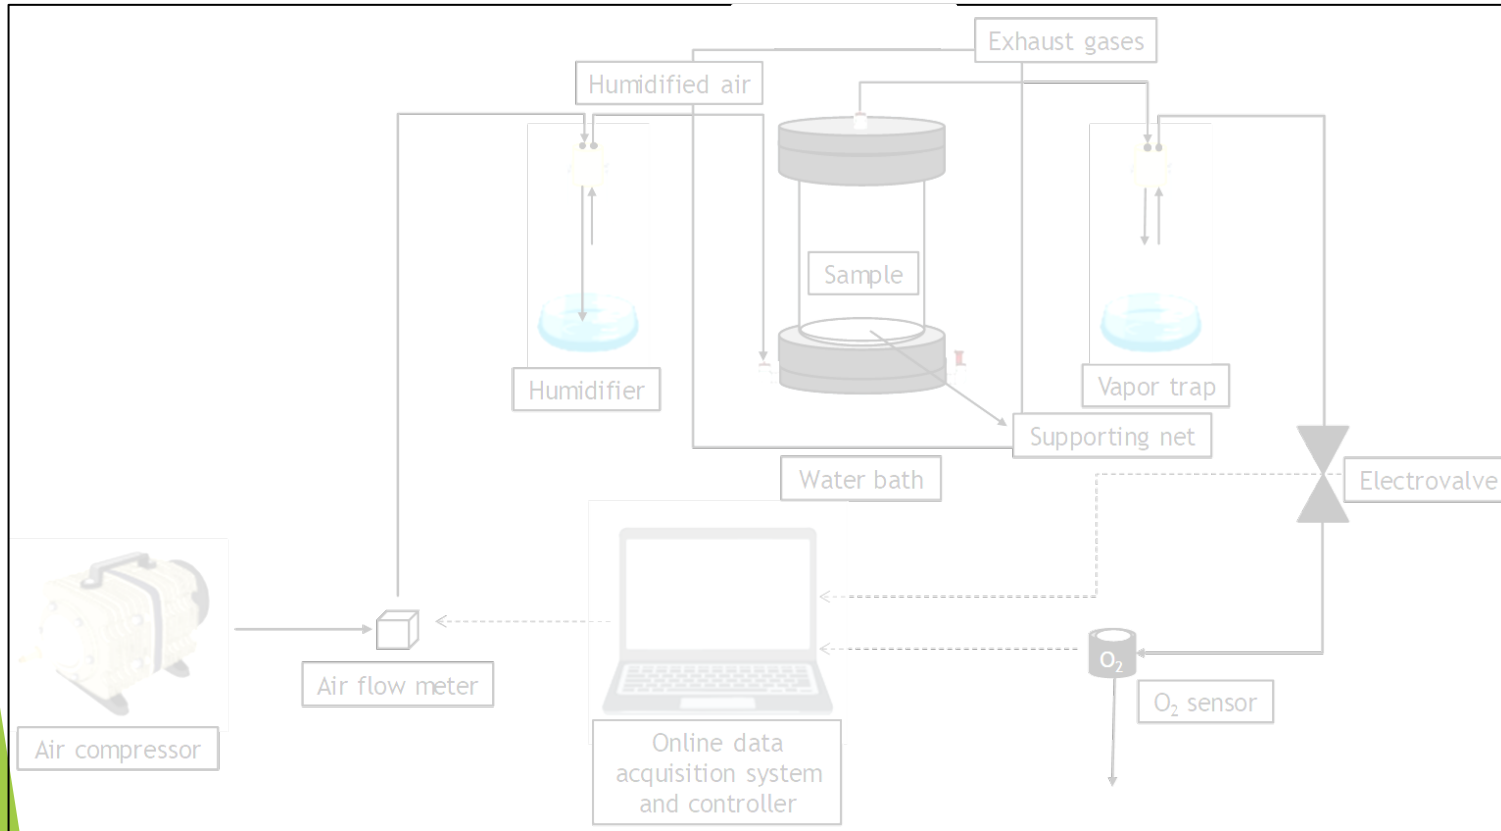 Exhaust gases
Humidified air
Sample
Humidifier
Vapor trap
Supporting net
Water bath
Electrovalve
O₂
Air flow meter
O₂ sensor
Air compressor
Online data
acquisition system
and controller